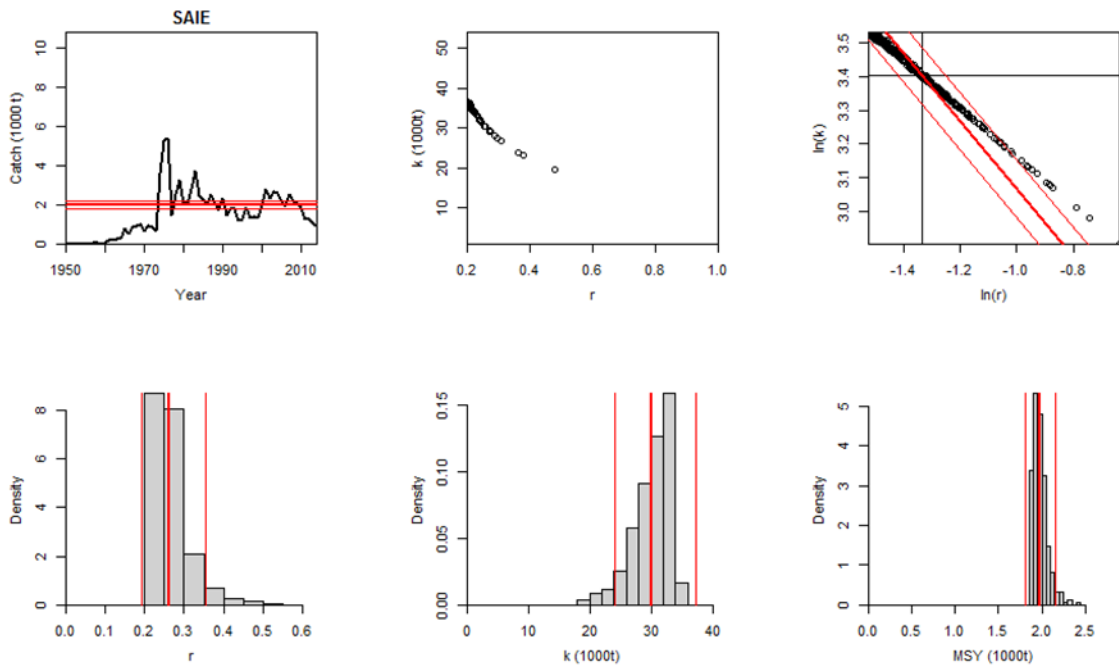 SAIE
Catch (1000 t)
0 2 4 6 8 10
1950 1970 1990 2010
Year
k (1000t)
10 20 30 40 50
0.2 0.4 0.6 0.8 1.0
r
ln(k)
3.0 3.1 3.2 3.3 3.4 3.5
-1.4 -1.2 -1.0 -0.8
ln(r)
Density
0 2 4 6 8
0.0 0.1 0.2 0.3 0.4 0.5 0.6
r
Density
0.00 0.05 0.10 0.15
0 10 20 30 40
k (1000t)
Density
0 1 2 3 4 5
0.0 0.5 1.0 1.5 2.0 2.5
MSY (1000t)